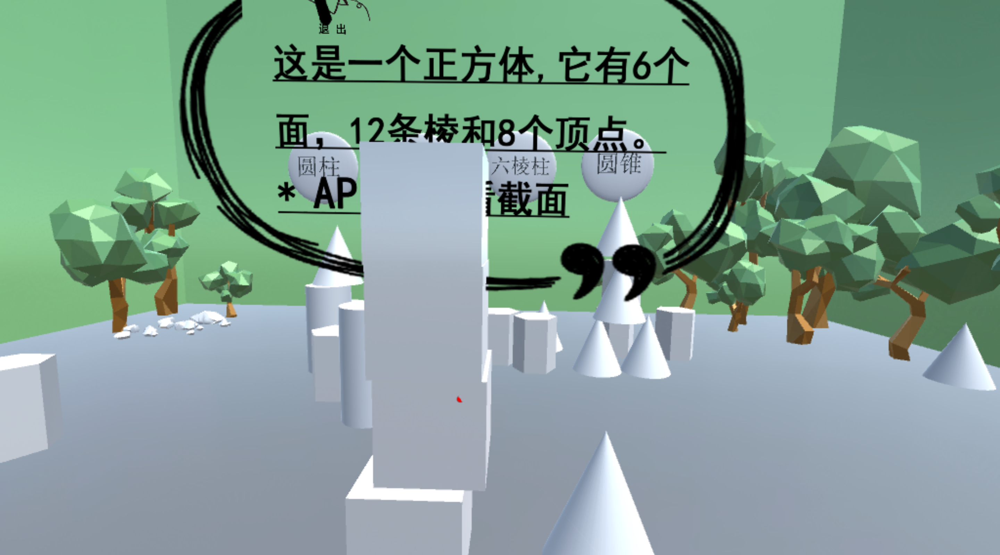 退出
这是一个正方体,它有6个
面，12条棱和8个顶点。
圆柱 六棱柱 圆锥
* AP 截面